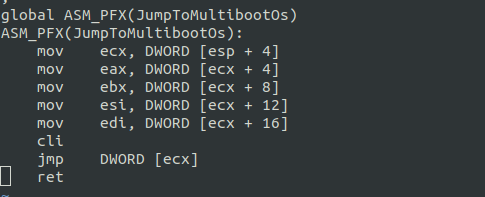 global ASM_PFX(JumpToMultibootOs)
ASM_PFX(JumpToMultibootOs):
    mov    ecx, DWORD [esp + 4]
    mov    eax, DWORD [ecx + 4]
    mov    ebx, DWORD [ecx + 8]
    mov    esi, DWORD [ecx + 12]
    mov    edi, DWORD [ecx + 16]
    cli
    jmp    DWORD [ecx]
    ret
~